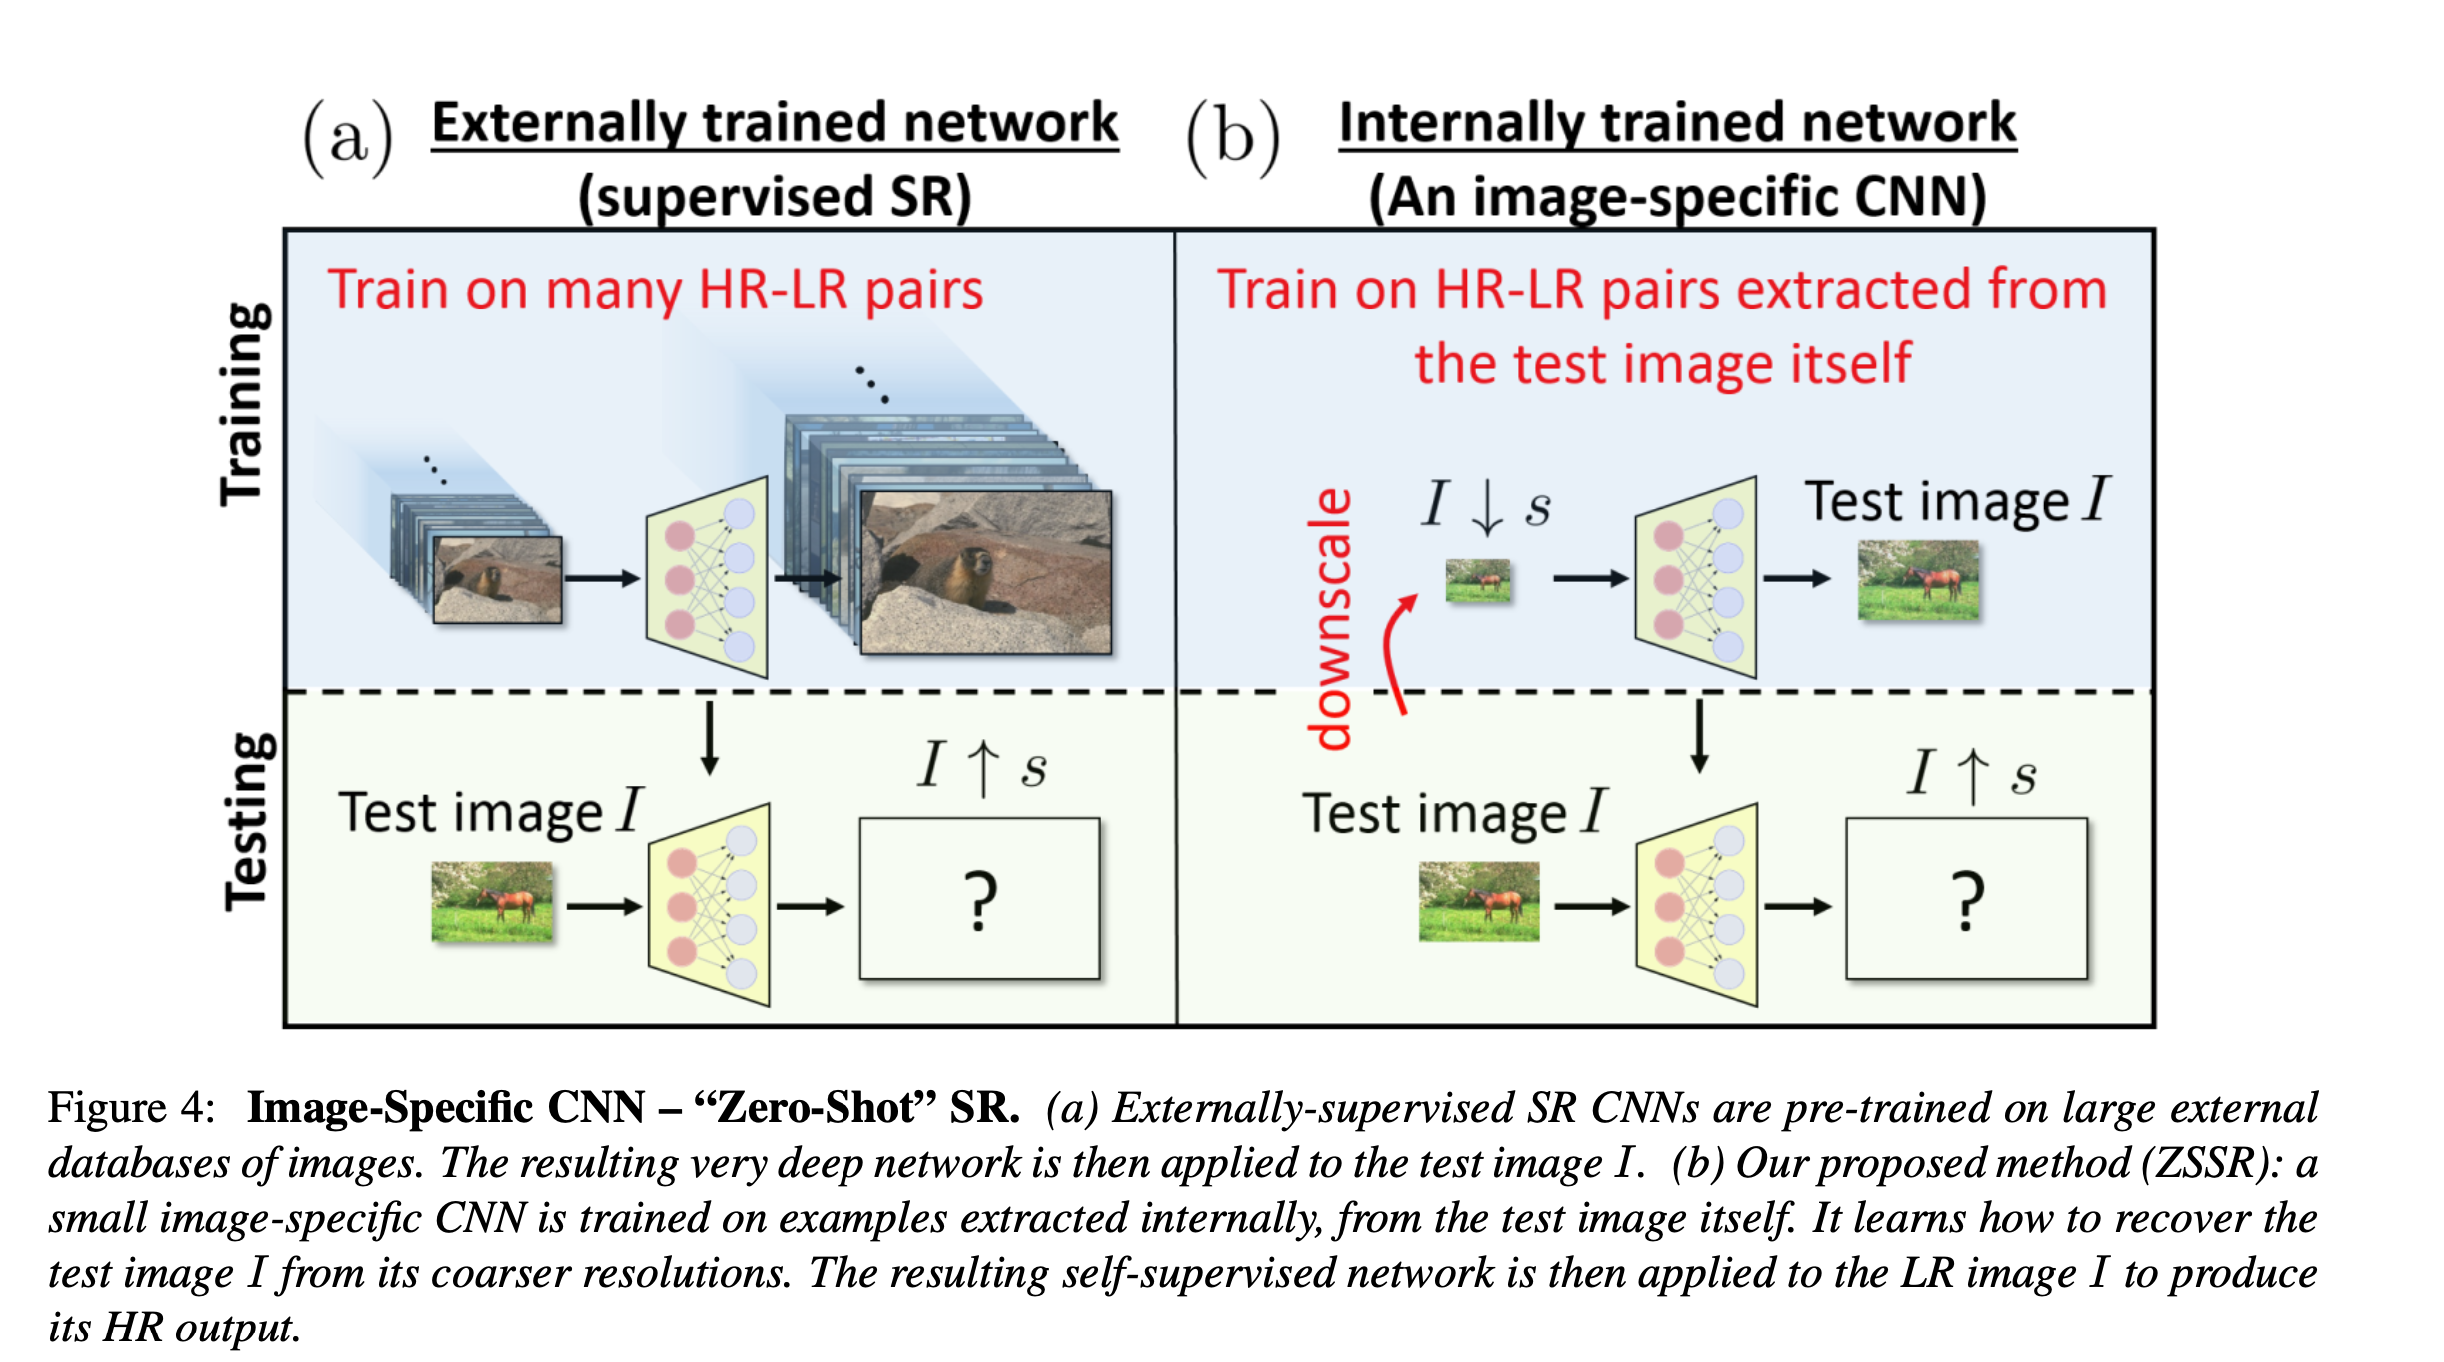 (a) Externally trained network
(supervised SR)
(b) Internally trained network
(An image-specific CNN)
Training
Train on many HR-LR pairs
Train on HR-LR pairs extracted from
the test image itself
downscale
I ↓ s
Test image I
Testing
Test image I
I ↑ s
?
Test image I
I ↑ s
?
Figure 4: Image-Specific CNN – “Zero-Shot” SR. (a) Externally-supervised SR CNNs are pre-trained on large external
databases of images. The resulting very deep network is then applied to the test image I. (b) Our proposed method (ZSSR): a
small image-specific CNN is trained on examples extracted internally, from the test image itself. It learns how to recover the
test image I from its coarser resolutions. The resulting self-supervised network is then applied to the LR image I to produce
its HR output.